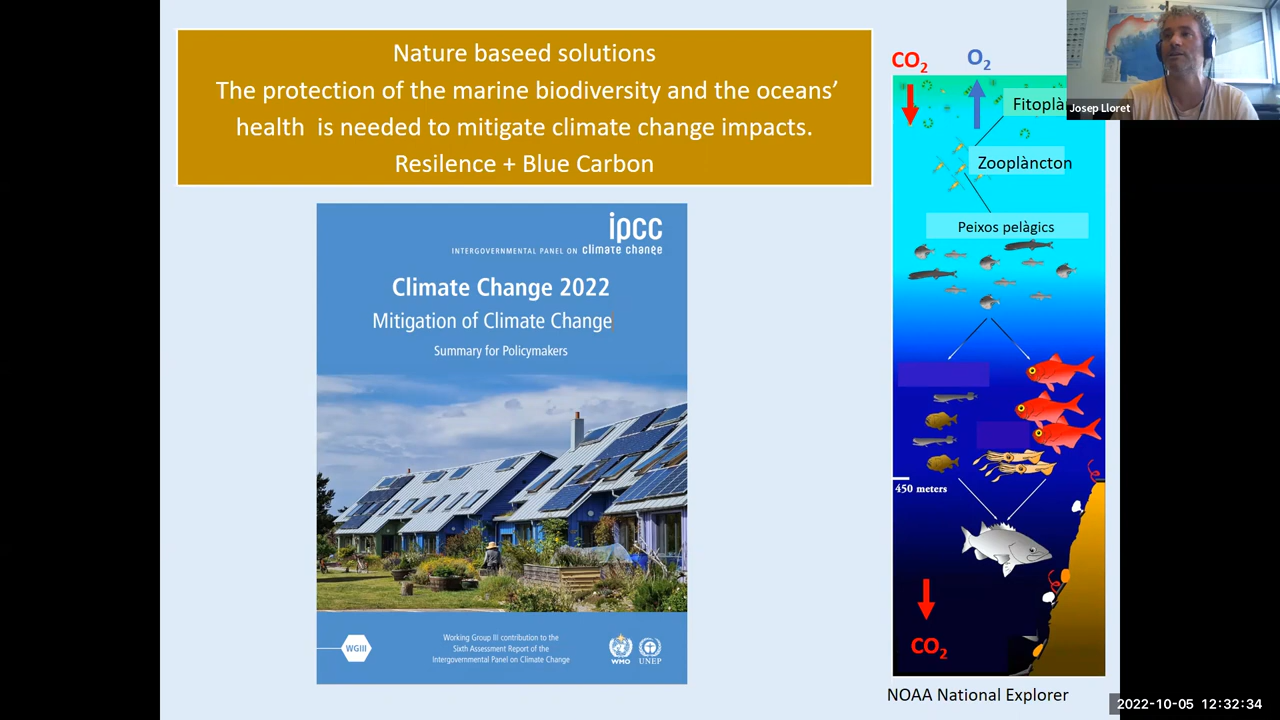 Nature baseed solutions
The protection of the marine biodiversity and the oceans’
health is needed to mitigate climate change impacts.
Resilence + Blue Carbon
ipcc
INTERGOVERNMENTAL PANEL ON climate change
Climate Change 2022
Mitigation of Climate Change
Summary for Policymakers
WGIII
Working Group III contribution to the
Sixth Assessment Report of the
Intergovernmental Panel on Climate Change
WMO
UNEP
CO2
O2
Fitoplà
Josep Lloret
Zooplàncton
Peixos pelàgics
450 meters
CO2
NOAA National Explorer
2022-10-05 12:32:34